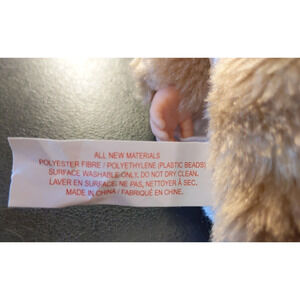 ALL NEW MATERIALS
POLYESTER FIBRE / POLYETHYLENE (PLASTIC BEADS)
SURFACE WASHABLE ONLY, DO NOT DRY CLEAN.
LAVER EN SURFACE/ NE PAS, NETTOYER À SEC.
MADE IN CHINA / FABRIQUÉ EN CHINE.